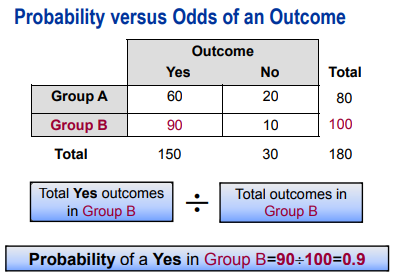 Probability versus Odds of an Outcome
Outcome
Yes No Total
Group A 60 20 80
Group B 90 10 100
Total 150 30 180
Total Yes outcomes
in Group B
÷
Total outcomes in
Group B
Probability of a Yes in Group B=90÷100=0.9